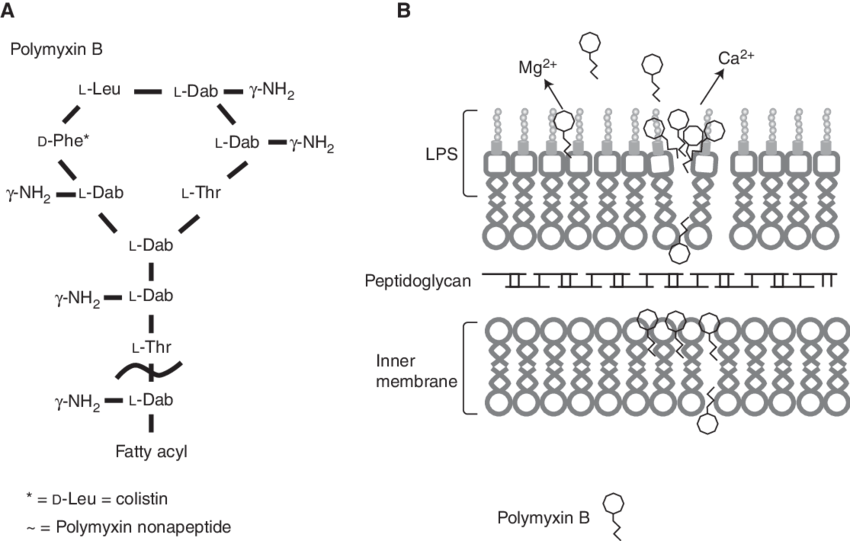 A
Polymyxin B
L-Leu L-Dab γ-NH2
D-Phe* L-Dab γ-NH2
γ-NH2 L-Dab L-Thr
L-Dab
γ-NH2 L-Dab
L-Thr
γ-NH2 L-Dab
Fatty acyl
* = D-Leu = colistin
~ = Polymyxin nonapeptide
B
Mg2+
Ca2+
LPS
Peptidoglycan
Inner
membrane
Polymyxin B